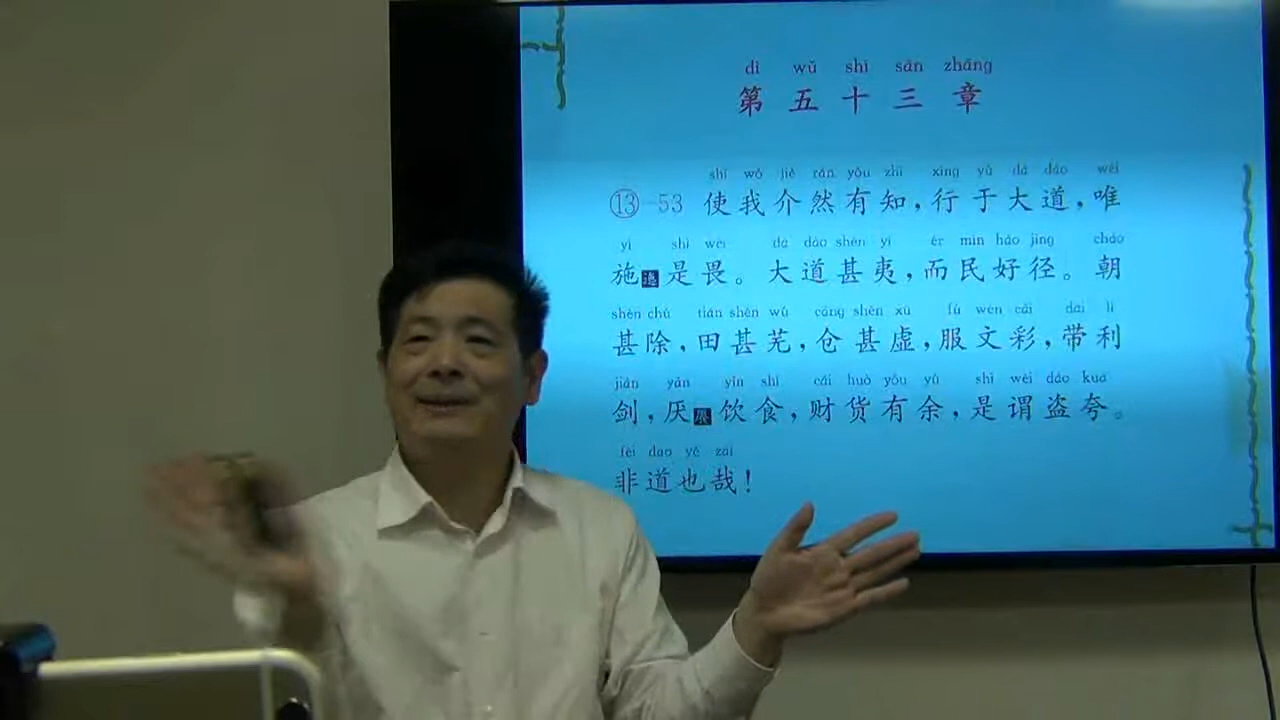 dì wǔ shí sān zhāng
第五十三章
shǐ wǒ jiè rán yǒu zhī xíng yú dà dào wéi
⑬-53 使我介然有知，行于大道，唯
yí shì wèi dà dào shèn yí ér mín hào jìng cháo
施是畏。大道甚夷，而民好径。朝
shèn chú tián shèn wú cāng shèn xū fú wén cǎi dài lì
甚除，田甚芜，仓甚虚，服文彩，带利
jiàn yàn yǐn shí cái huò yǒu yú shì wèi dào kuā
剑，厌饮食，财货有余，是谓盗夸。
fēi dào yě zāi
非道也哉！